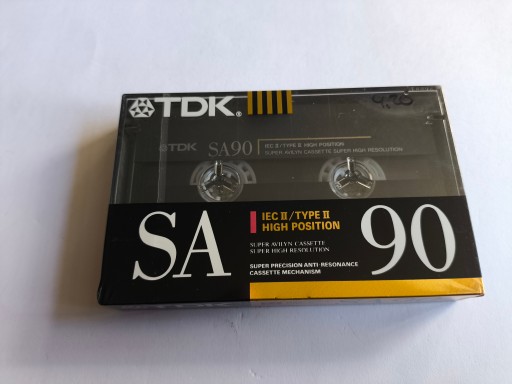 TDK®
TDK SA90 IEC II/TYPE II HIGH POSITION
SUPER AVILYN CASSETTE SUPER HIGH RESOLUTION
SA
IEC II/TYPE II
HIGH POSITION
SUPER AVILYN CASSETTE
SUPER HIGH RESOLUTION
SUPER PRECISION ANTI-RESONANCE
CASSETTE MECHANISM
90